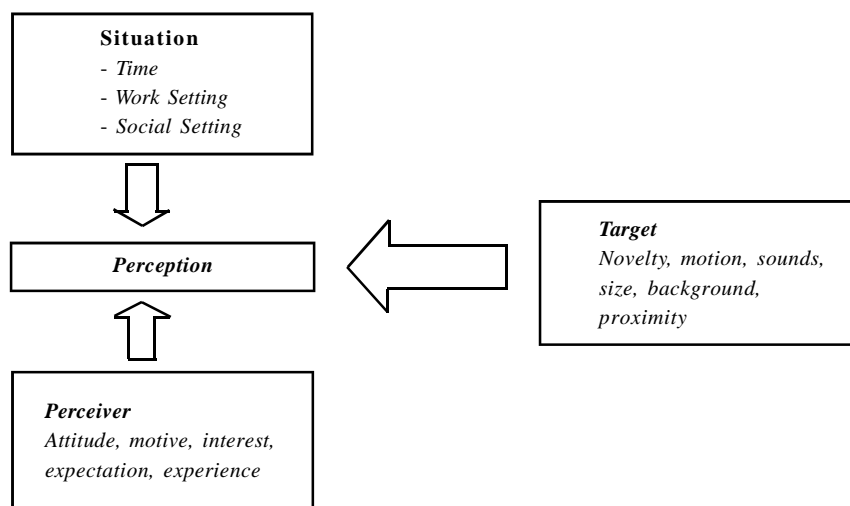 Situation
- Time
- Work Setting
- Social Setting
Perception
Target
Novelty, motion, sounds,
size, background,
proximity
Perceiver
Attitude, motive, interest,
expectation, experience